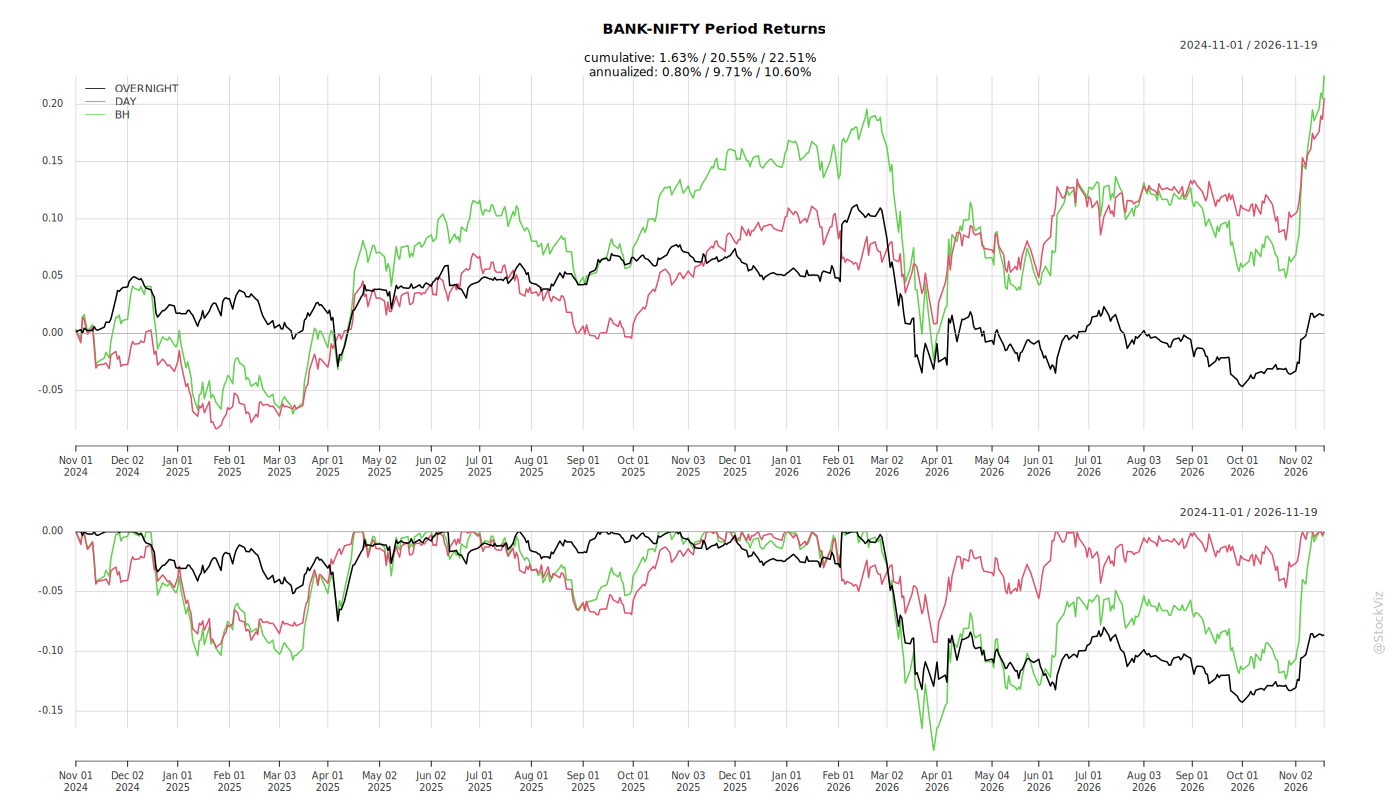 BANK-NIFTY Period Returns
2024-11-01 / 2026-11-19
cumulative: 1.63% / 20.55% / 22.51%
annualized: 0.80% / 9.71% / 10.60%
OVERNIGHT
DAY
BH
0.20
0.15
0.10
0.05
0.00
-0.05
Nov 01 Dec 02 Jan 01 Feb 01 Mar 03 Apr 01 May 02 Jun 02 Jul 01 Aug 01 Sep 01 Oct 01 Nov 03 Dec 01 Jan 01 Feb 01 Mar 02 Apr 01 May 04 Jun 01 Jul 01 Aug 03 Sep 01 Oct 01 Nov 02
2024 2024 2025 2025 2025 2025 2025 2025 2025 2025 2025 2025 2025 2025 2026 2026 2026 2026 2026 2026 2026 2026 2026 2026 2026
2024-11-01 / 2026-11-19
0.00
-0.05
-0.10
-0.15
Nov 01 Dec 02 Jan 01 Feb 01 Mar 03 Apr 01 May 02 Jun 02 Jul 01 Aug 01 Sep 01 Oct 01 Nov 03 Dec 01 Jan 01 Feb 01 Mar 02 Apr 01 May 04 Jun 01 Jul 01 Aug 03 Sep 01 Oct 01 Nov 02
2024 2024 2025 2025 2025 2025 2025 2025 2025 2025 2025 2025 2025 2025 2026 2026 2026 2026 2026 2026 2026 2026 2026 2026 2026
@StockViz